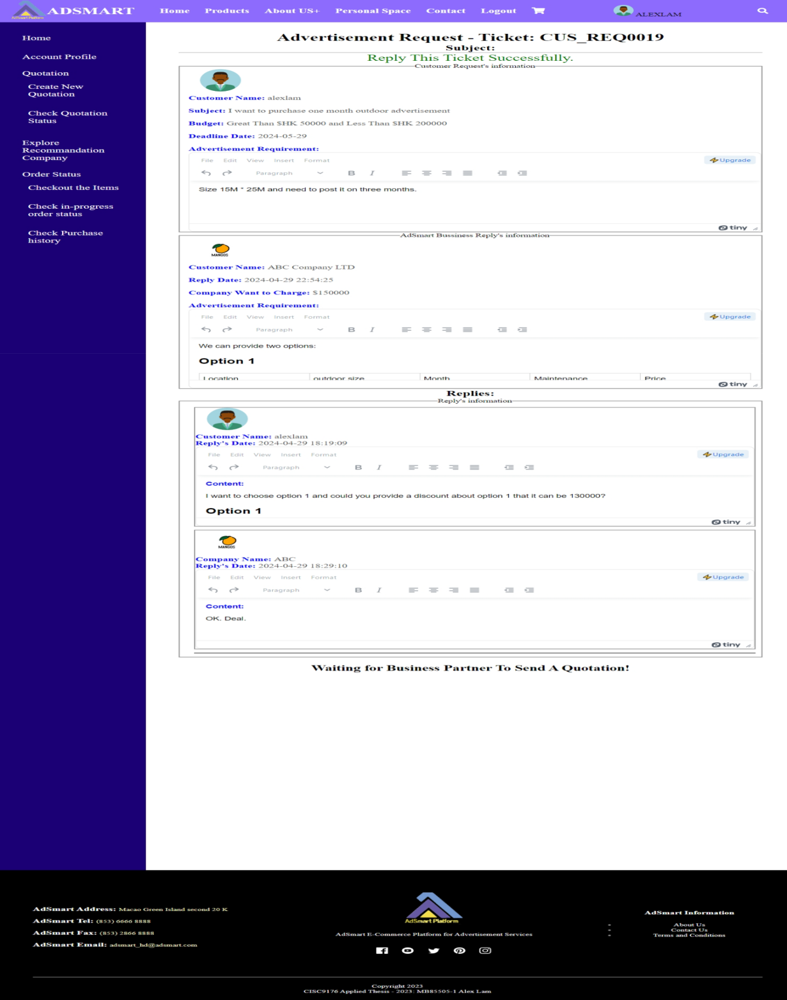 AdSmart Platform
ADSMART
Home Products About US+ Personal Space Contact Logout
ALEXLAM
Home
Account Profile
Quotation
Create New
Quotation
Check Quotation
Status
Explore
Recommandation
Company
Order Status
Checkout the Items
Check in-progress
order status
Check Purchase
history
Advertisement Request - Ticket: CUS_REQ0019
Subject:
Reply This Ticket Successfully.
Customer Request's information
Customer Name: alexlam
Subject: I want to purchase one month outdoor advertisement
Budget: Great Than $HK 50000 and Less Than $HK 200000
Deadline Date: 2024-05-29
Advertisement Requirement:
File Edit View Insert Format
Upgrade
Paragraph B I
Size 15M * 25M and need to post it on three months.
tiny
AdSmart Bussiness Reply's information
MANGOS
Customer Name: ABC Company LTD
Reply Date: 2024-04-29 22:54:25
Company Want to Charge: $150000
Advertisement Requirement:
File Edit View Insert Format
Upgrade
Paragraph B I
We can provide two options:
Option 1
Location outdoor size Month Maintenance Price
tiny
Replies:
Reply's information
Customer Name: alexlam
Reply's Date: 2024-04-29 18:19:09
File Edit View Insert Format
Upgrade
Paragraph B I
Content:
I want to choose option 1 and could you provide a discount about option 1 that it can be 130000?
Option 1
tiny
MANGOS
Company Name: ABC
Reply's Date: 2024-04-29 18:29:10
File Edit View Insert Format
Upgrade
Paragraph B I
Content:
OK. Deal.
tiny
Waiting for Business Partner To Send A Quotation!
AdSmart Address: Macao Green Island second 20 K
AdSmart Tel: (853) 6666 8888
AdSmart Fax: (853) 2866 8888
AdSmart Email: adsmart_hd@adsmart.com
AdSmart Platform
AdSmart E-Commerce Platform for Advertisement Services
AdSmart Information
About Us
Contact Us
Terms and Conditions
Copyright 2023
CISC9176 Applied Thesis - 2023: MB85505-1 Alex Lam